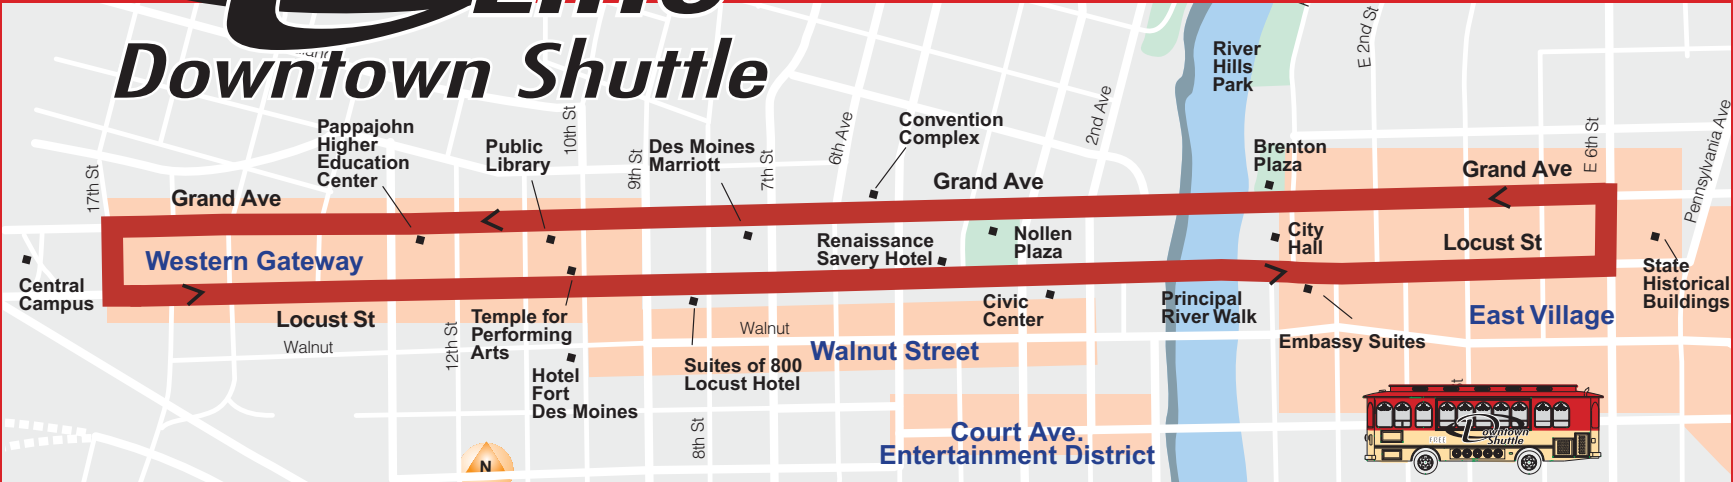 Downtown Shuttle
River
Hills
Park
E 2nd St
Pappajohn
Higher
Education
Center
Public
Library
10th St
Des Moines
Marriott
9th St
7th St
6th Ave
Convention
Complex
2nd Ave
Brenton
Plaza
E 6th St
Pennsylvania Ave
17th St
Grand Ave
Grand Ave
Grand Ave
Western Gateway
Renaissance
Savery Hotel
Nollen
Plaza
City
Hall
Locust St
Central
Campus
State
Historical
Buildings
Locust St
Walnut
12th St
Temple for
Performing
Arts
Hotel
Fort
Des Moines
Suites of 800
Locust Hotel
8th St
Walnut
Walnut Street
Civic
Center
Principal
River Walk
Embassy Suites
East Village
Court Ave.
Entertainment District
N
FREE
Downtown
Shuttle